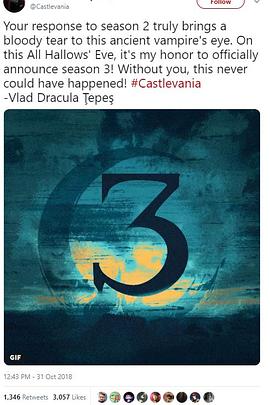 @Castlevania
Follow
Your response to season 2 truly brings a
bloody tear to this ancient vampire's eye. On
this All Hallows' Eve, it's my honor to officially
announce season 3! Without you, this never
could have happened! #Castlevania
-Vlad Dracula Ţepeş
3
GIF
12:43 PM - 31 Oct 2018
1,346 Retweets 3,057 Likes